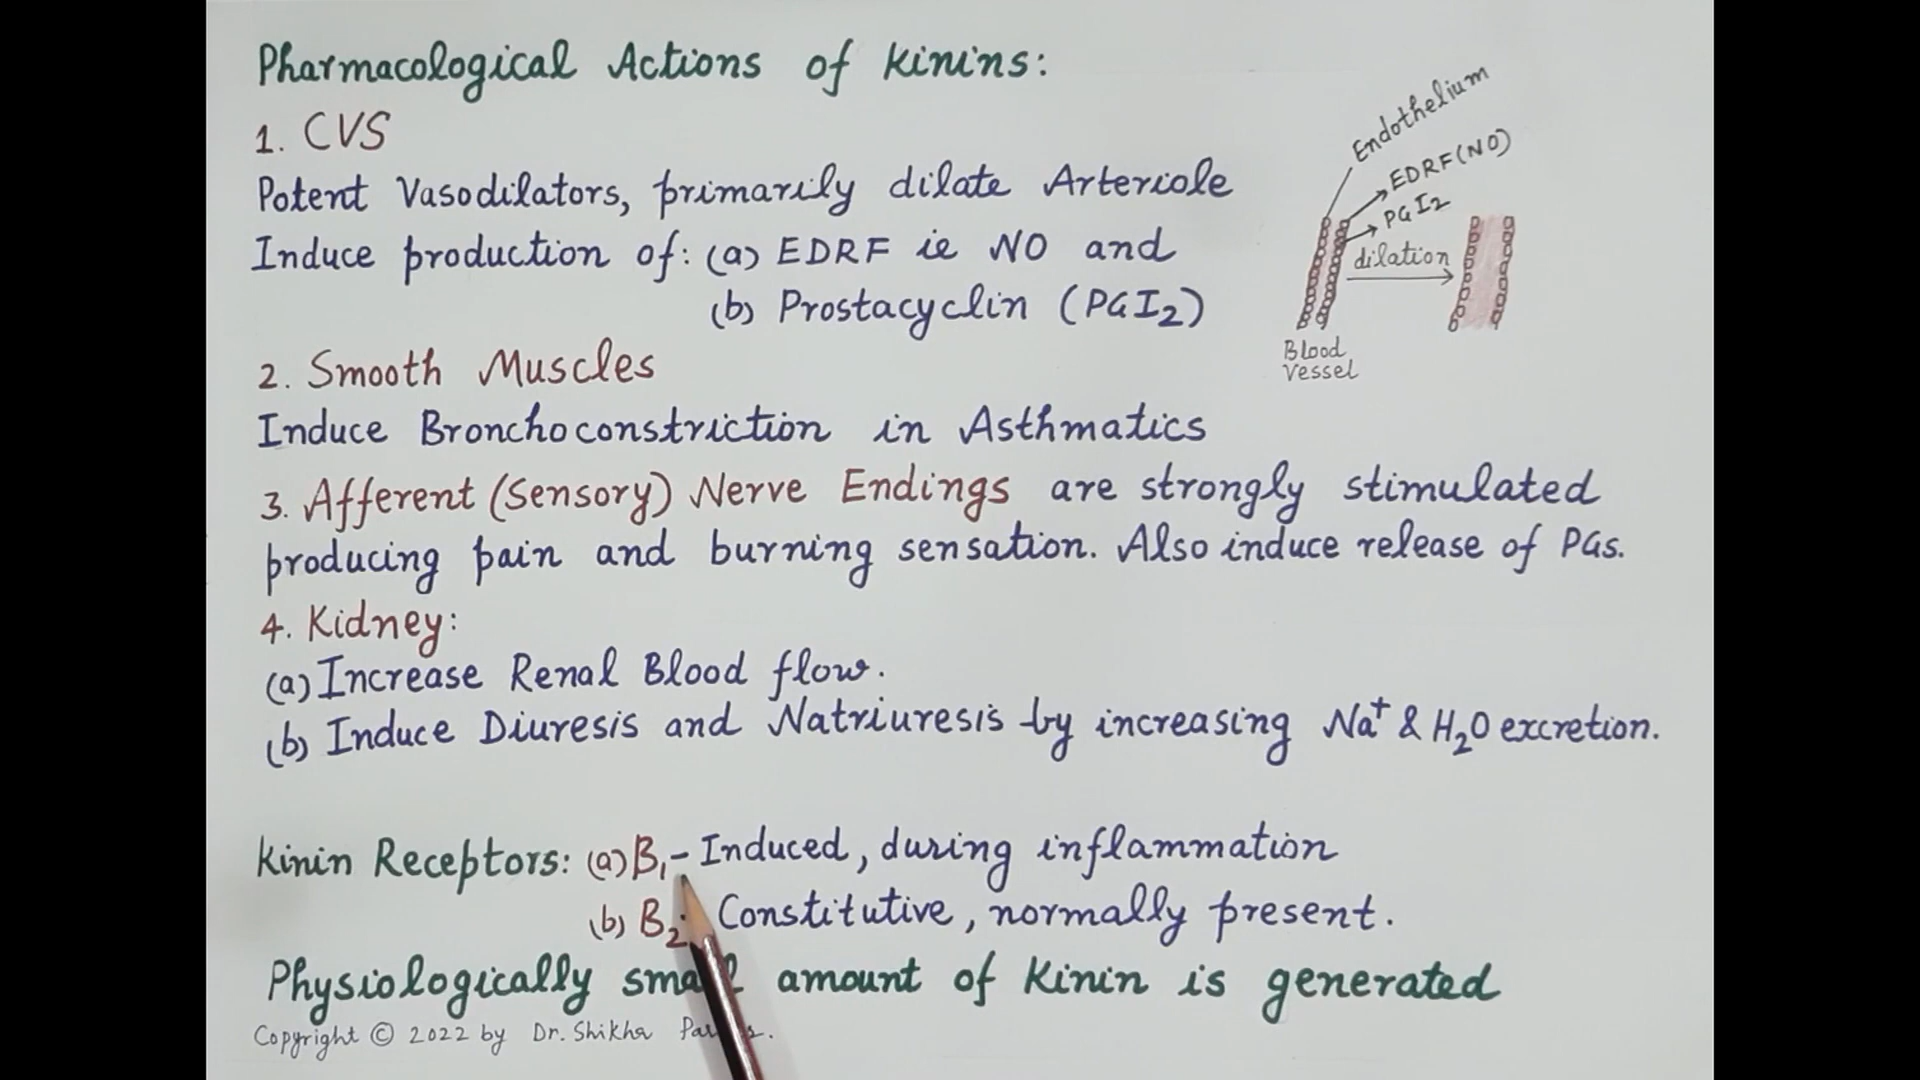 Pharmacological Actions of Kinins:
1. CVS
Potent Vasodilators, primarily dilate Arteriole
Induce production of: (a) EDRF ie NO and
(b) Prostacyclin (PGI2)
Endothelium
EDRF(NO)
PGI2
dilation
Blood
Vessel
2. Smooth Muscles
Induce Bronchoconstriction in Asthmatics
3. Afferent (Sensory) Nerve Endings are strongly stimulated
producing pain and burning sensation. Also induce release of PGs.
4. Kidney:
(a) Increase Renal Blood flow.
(b) Induce Diuresis and Natriuresis by increasing Na⁺ & H₂O excretion.
Kinin Receptors: (a) B₁ - Induced, during inflammation
(b) B₂ Constitutive, normally present.
Physiologically small amount of Kinin is generated
Copyright © 2022 by Dr. Shikha